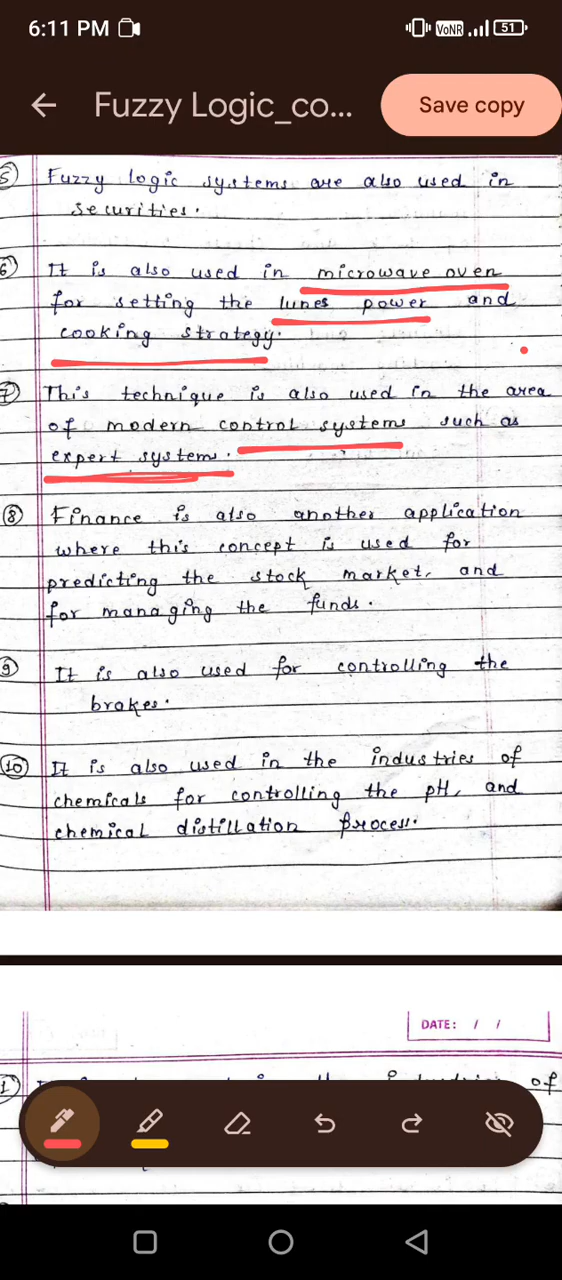 6:11 PM
VoNR
51
Fuzzy Logic_co...
Save copy
5 Fuzzy logic systems are also used in
securities.
6 It is also used in microwave oven
for setting the lunes power and
cooking strategy.
7 This technique is also used in the area
of modern control systems such as
expert systems.
8 Finance is also another application
where this concept is used for
predicting the stock market, and
for managing the funds.
9 It is also used for controlling the
brakes.
10 It is also used in the industries of
chemicals for controlling the pH, and
chemical distillation process.
DATE: / /
of